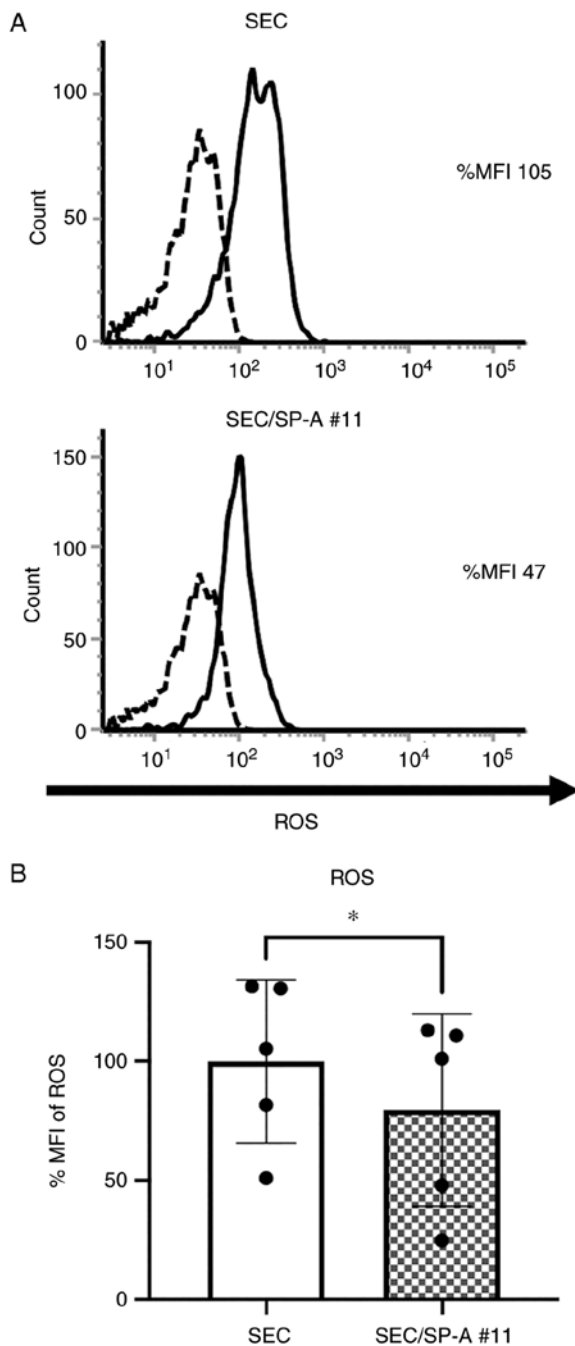 A
SEC
100
50
0
Count
%MFI 105
10¹ 10² 10³ 10⁴ 10⁵
SEC/SP-A #11
150
100
50
0
Count
%MFI 47
10¹ 10² 10³ 10⁴ 10⁵
ROS
B
ROS
*
150
100
50
0
% MFI of ROS
SEC SEC/SP-A #11